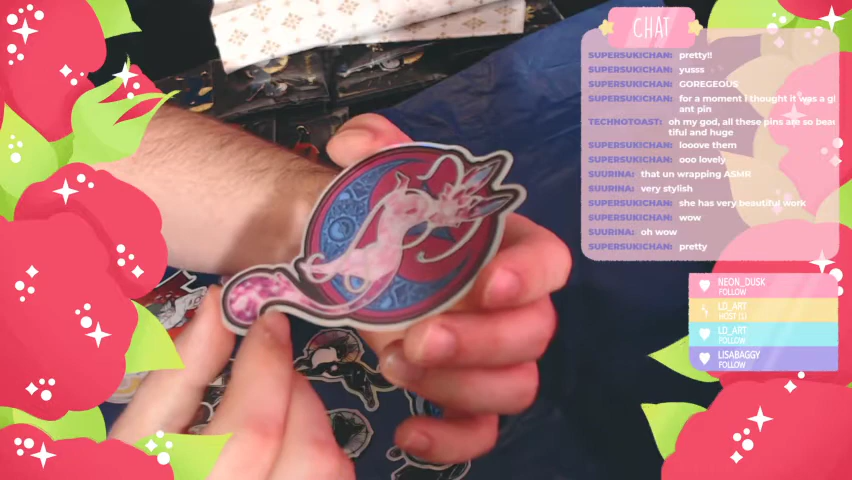 CHAT
SUPERSUKICHAN: pretty!!
SUPERSUKICHAN: yusss
SUPERSUKICHAN: GOREGEOUS
SUPERSUKICHAN: for a moment i thought it was a gi
ant pin
TECHNOTOAST: oh my god, all these pins are so beau
tiful and huge
SUPERSUKICHAN: looove them
SUPERSUKICHAN: ooo lovely
SUURINA: that un wrapping ASMR
SUURINA: very stylish
SUPERSUKICHAN: she has very beautiful work
SUPERSUKICHAN: wow
SUURINA: oh wow
SUPERSUKICHAN: pretty
NEON_DUSK
FOLLOW
LD_ART
HOST (1)
LD_ART
FOLLOW
LISABAGGY
FOLLOW